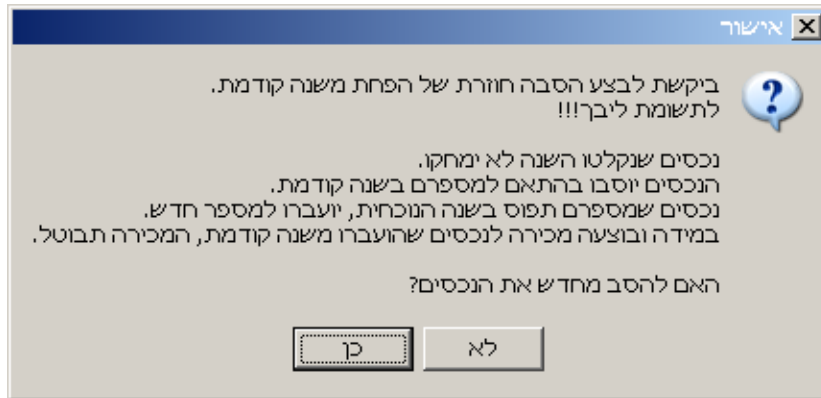 אישור
ביקשת לבצע הסבה חוזרת של הפחת משנה קודמת.
לתשומת ליבך!!!
נכסים שנקלטו השנה לא ימחקו.
הנכסים יוסבו בהתאם למספרם בשנה קודמת.
נכסים שמספרם תפוס בשנה הנוכחית, יועברו למספר חדש.
במידה ובוצעה מכירה לנכסים שהועברו משנה קודמת, המכירה תבוטל.
האם להסב מחדש את הנכסים?
לא
כן